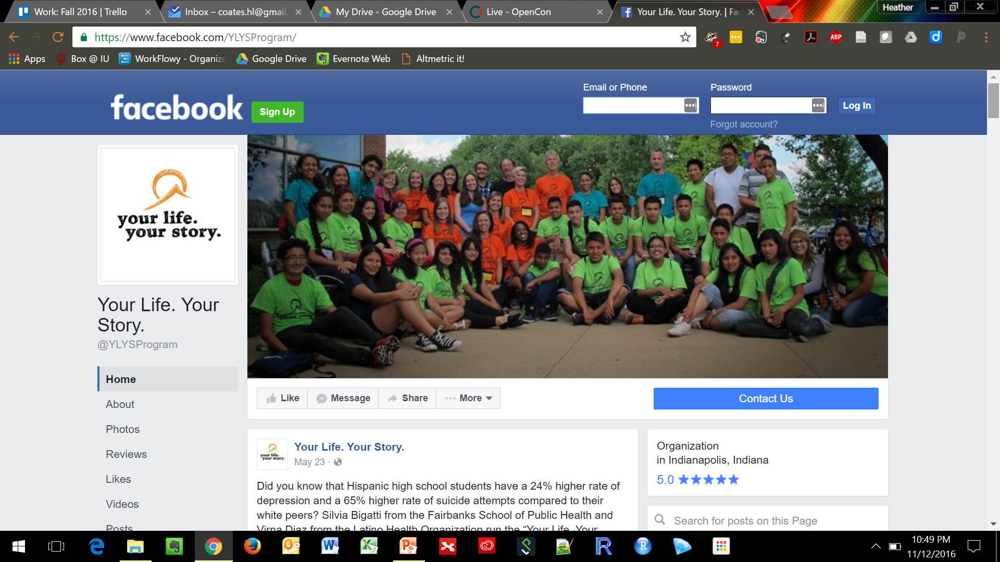 Work: Fall 2016 | Trello
Inbox – coates.hl@gmail.
My Drive - Google Drive
Live - OpenCon
Your Life. Your Story. | Fac
Heather
https://www.facebook.com/YLYSProgram/
7
ABP
Apps
Box @ IU
WorkFlowy - Organize
Google Drive
Evernote Web
Altmetric it!
facebook
Sign Up
Email or Phone
Password
Log In
Forgot account?
your life.
your story.
Your Life. Your
Story.
@YLYSProgram
Home
About
Photos
Reviews
Likes
Videos
Posts
Like
Message
Share
More
Contact Us
your life.
your story.
Your Life. Your Story.
May 23 ·
Did you know that Hispanic high school students have a 24% higher rate of
depression and a 65% higher rate of suicide attempts compared to their
white peers? Silvia Bigatti from the Fairbanks School of Public Health and
Virna Diaz from the Latino Health Organization run the “Your Life. Your
Organization
in Indianapolis, Indiana
5.0
Search for posts on this Page
10:49 PM
11/12/2016